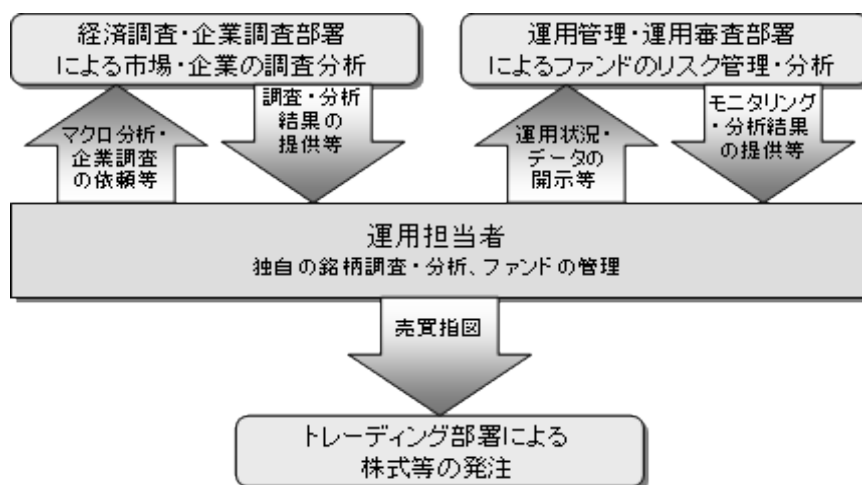 経済調査・企業調査部署
による市場・企業の調査分析
運用管理・運用審査部署
によるファンドのリスク管理・分析
マクロ分析・
企業調査
の依頼等
調査・分析
結果の
提供等
運用状況・
データの
開示等
モニタリング
・分析結果
の提供等
運用担当者
独自の銘柄調査・分析、ファンドの管理
売買指図
トレーディング部署による
株式等の発注